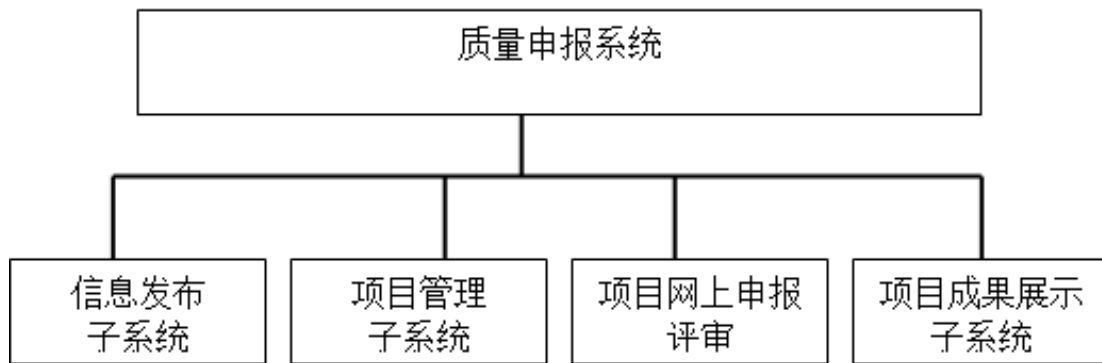 质量申报系统
信息发布
子系统
项目管理
子系统
项目网上申报
评审
项目成果展示
子系统